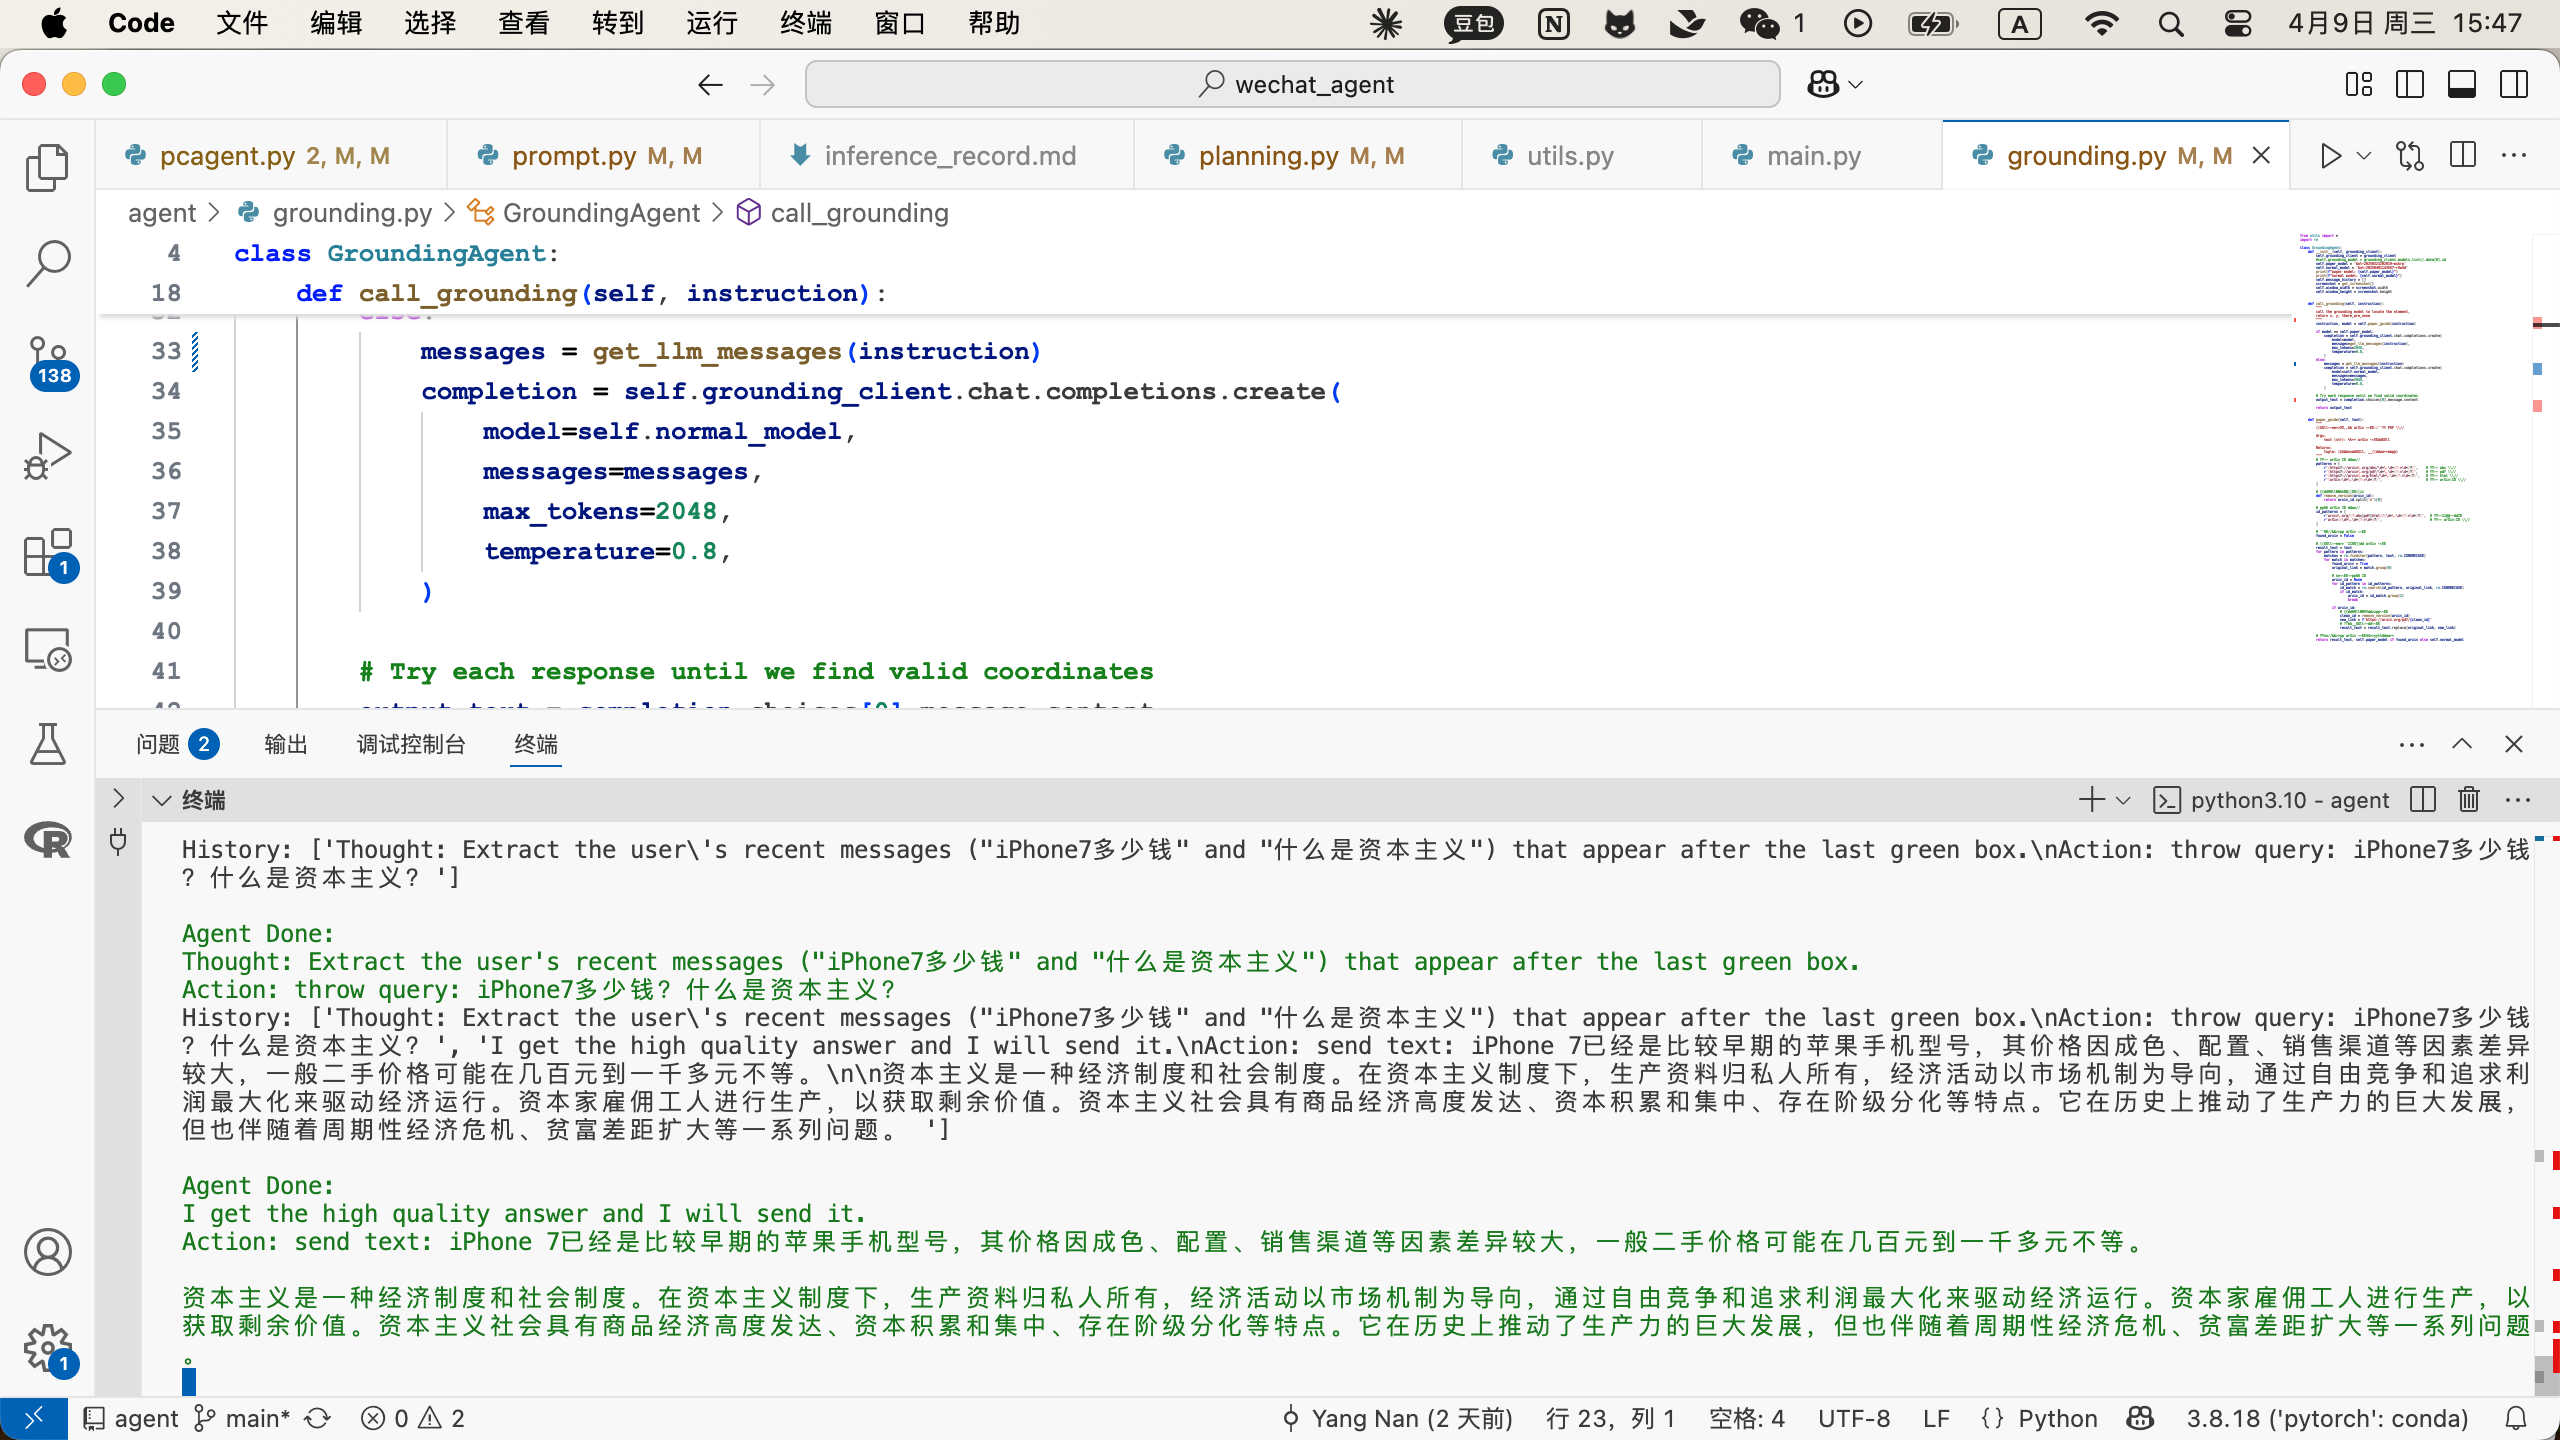 Code 文件 编辑 选择 查看 转到 运行 终端 窗口 帮助 豆包 1 A 4月9日 周三 15:47
wechat_agent
pcagent.py 2, M, M prompt.py M, M inference_record.md planning.py M, M utils.py main.py grounding.py M, M
agent > grounding.py > GroundingAgent > call_grounding
4 class GroundingAgent:
18 def call_grounding(self, instruction):
33 messages = get_llm_messages(instruction)
34 completion = self.grounding_client.chat.completions.create(
35 model=self.normal_model,
36 messages=messages,
37 max_tokens=2048,
38 temperature=0.8,
39 )
40
41 # Try each response until we find valid coordinates
138
1
问题 2 输出 调试控制台 终端
终端 python3.10 - agent
History: ['Thought: Extract the user\'s recent messages ("iPhone7多少钱" and "什么是资本主义") that appear after the last green box.\nAction: throw query: iPhone7多少钱
? 什么是资本主义? ']
Agent Done:
Thought: Extract the user's recent messages ("iPhone7多少钱" and "什么是资本主义") that appear after the last green box.
Action: throw query: iPhone7多少钱? 什么是资本主义?
History: ['Thought: Extract the user\'s recent messages ("iPhone7多少钱" and "什么是资本主义") that appear after the last green box.\nAction: throw query: iPhone7多少钱
? 什么是资本主义? ', 'I get the high quality answer and I will send it.\nAction: send text: iPhone 7已经是比较早期的苹果手机型号，其价格因成色、配置、销售渠道等因素差异
较大，一般二手价格可能在几百元到一千多元不等。\n\n资本主义是一种经济制度和社会制度。在资本主义制度下，生产资料归私人所有，经济活动以市场机制为导向，通过自由竞争和追求利
润最大化来驱动经济运行。资本家雇佣工人进行生产，以获取剩余价值。资本主义社会具有商品经济高度发达、资本积累和集中、存在阶级分化等特点。它在历史上推动了生产力的巨大发展，
但也伴随着周期性经济危机、贫富差距扩大等一系列问题。 ']
Agent Done:
I get the high quality answer and I will send it.
Action: send text: iPhone 7已经是比较早期的苹果手机型号，其价格因成色、配置、销售渠道等因素差异较大，一般二手价格可能在几百元到一千多元不等。
资本主义是一种经济制度和社会制度。在资本主义制度下，生产资料归私人所有，经济活动以市场机制为导向，通过自由竞争和追求利润最大化来驱动经济运行。资本家雇佣工人进行生产，以
获取剩余价值。资本主义社会具有商品经济高度发达、资本积累和集中、存在阶级分化等特点。它在历史上推动了生产力的巨大发展，但也伴随着周期性经济危机、贫富差距扩大等一系列问题
。
1
agent main* 0 2 Yang Nan (2 天前) 行 23，列 1 空格: 4 UTF-8 LF {} Python 3.8.18 ('pytorch': conda)